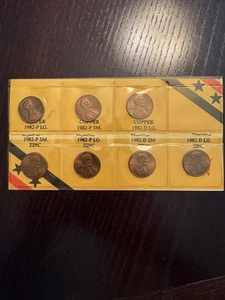 COPPER
1982-P LG.
COPPER
1982-P SM.
COPPER
1982-D LG.
1982-P LG.
ZINC
1982-P SM.
ZINC
1982-D SM.
ZINC
1982-D LG.
ZINC